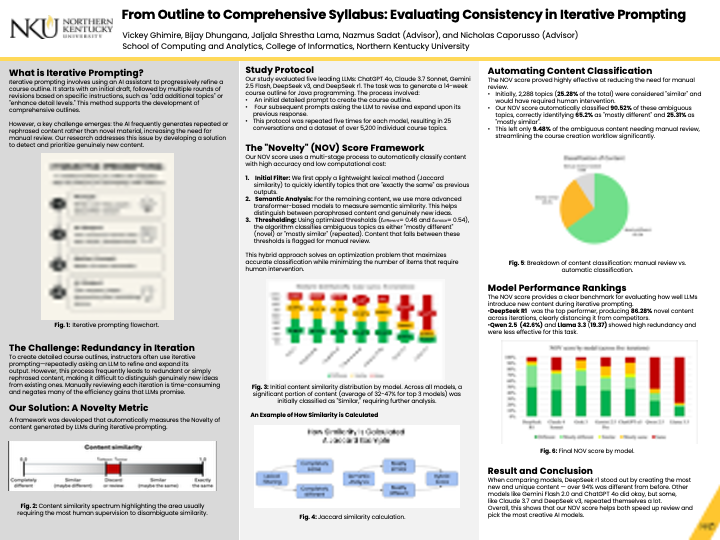 NKU NORTHERN
KENTUCKY
UNIVERSITY
From Outline to Comprehensive Syllabus: Evaluating Consistency in Iterative Prompting
Vickey Ghimire, Bijay Dhungana, Jaljala Shrestha Lama, Nazmus Sadat (Advisor), and Nicholas Caporusso (Advisor)
School of Computing and Analytics, College of Informatics, Northern Kentucky University
What is Iterative Prompting?
Iterative prompting involves using an AI assistant to progressively refine a
course outline. It starts with an initial draft, followed by multiple rounds of
revisions based on specific instructions, such as "add additional topics" or
"enhance detail levels." This method supports the development of
comprehensive outlines.
However, a key challenge emerges: the AI frequently generates repeated or
rephrased content rather than novel material, increasing the need for
manual review. Our research addresses this issue by developing a solution
to detect and prioritize genuinely new content.
Fig. 1: Iterative prompting flowchart.
The Challenge: Redundancy in Iteration
To create detailed course outlines, instructors often use iterative
prompting—repeatedly asking an LLM to refine and expand its
output. However, this process frequently leads to redundant or simply
rephrased content, making it difficult to distinguish genuinely new ideas
from existing ones. Manually reviewing each iteration is time-consuming
and negates many of the efficiency gains that LLMs promise.
Our Solution: A Novelty Metric
A framework was developed that automatically measures the Novelty of
content generated by LLMs during iterative prompting.
Content similarity
Completely different
Similar (maybe different)
Discard or review
Similar (maybe same)
Exactly the same
Fig. 2: Content similarity spectrum highlighting the area usually
requiring the most human supervision to disambiguate similarity.
Study Protocol
Our study evaluated five leading LLMs: ChatGPT 4o, Claude 3.7 Sonnet, Gemini
2.5 Flash, DeepSeek v3, and DeepSeek r1. The task was to generate a 14-week
course outline for Java programming. The process involved:
• An initial detailed prompt to create the course outline.
• Four subsequent prompts asking the LLM to revise and expand upon its
previous response.
• This protocol was repeated five times for each model, resulting in 25
conversations and a dataset of over 5,200 individual course topics.
The "Novelty" (NOV) Score Framework
Our NOV score uses a multi-stage process to automatically classify content
with high accuracy and low computational cost:
1. Initial Filter: We first apply a lightweight lexical method (Jaccard
similarity) to quickly identify topics that are "exactly the same" as previous
outputs.
2. Semantic Analysis: For the remaining content, we use more advanced
transformer-based models to measure semantic similarity. This helps
distinguish between paraphrased content and genuinely new ideas.
3. Thresholding: Using optimized thresholds = 0.46 and = 0.54),
the algorithm classifies ambiguous topics as either "mostly different"
(novel) or "mostly similar" (repeated). Content that falls between these
thresholds is flagged for manual review.
This hybrid approach solves an optimization problem that maximizes
accurate classification while minimizing the number of items that require
human intervention.
Fig. 3: Initial content similarity distribution by model. Across all models, a
significant portion of content (average of 32-47% for top 3 models) was
initially classified as "Similar," requiring further analysis.
An Example of How Similarity is Calculated
How Similarity is Calculated
A Jaccard Example
Fig. 4: Jaccard similarity calculation.
Automating Content Classification
The NOV score proved highly effective at reducing the need for manual
review.
• Initially, 2,288 topics (25.28% of the total) were considered "similar" and
would have required human intervention.
• Our NOV score automatically classified 90.52% of these ambiguous
topics, correctly identifying 65.2% as "mostly different" and 25.31% as
"mostly similar".
• This left only 9.48% of the ambiguous content needing manual review,
streamlining the course creation workflow significantly.
Fig. 5: Breakdown of content classification: manual review vs.
automatic classification.
Model Performance Rankings
The NOV score provides a clear benchmark for evaluating how well LLMs
introduce new content during iterative prompting.
•DeepSeek R1 was the top performer, producing 86.28% novel content
across iterations, clearly distancing it from competitors.
•Qwen 2.5 (42.6%) and Llama 3.3 (19.37) showed high redundancy and
were less effective for this task.
Fig. 6: Final NOV score by model.
Result and Conclusion
When comparing models, DeepSeek r1 stood out by creating the most
new and unique content — over 94% was different from before. Other
models like Gemini Flash 2.0 and ChatGPT 4o did okay, but some,
like Claude 3.7 and DeepSeek v3, repeated themselves a lot.
Overall, this shows that our NOV score helps both speed up review and
pick the most creative AI models.